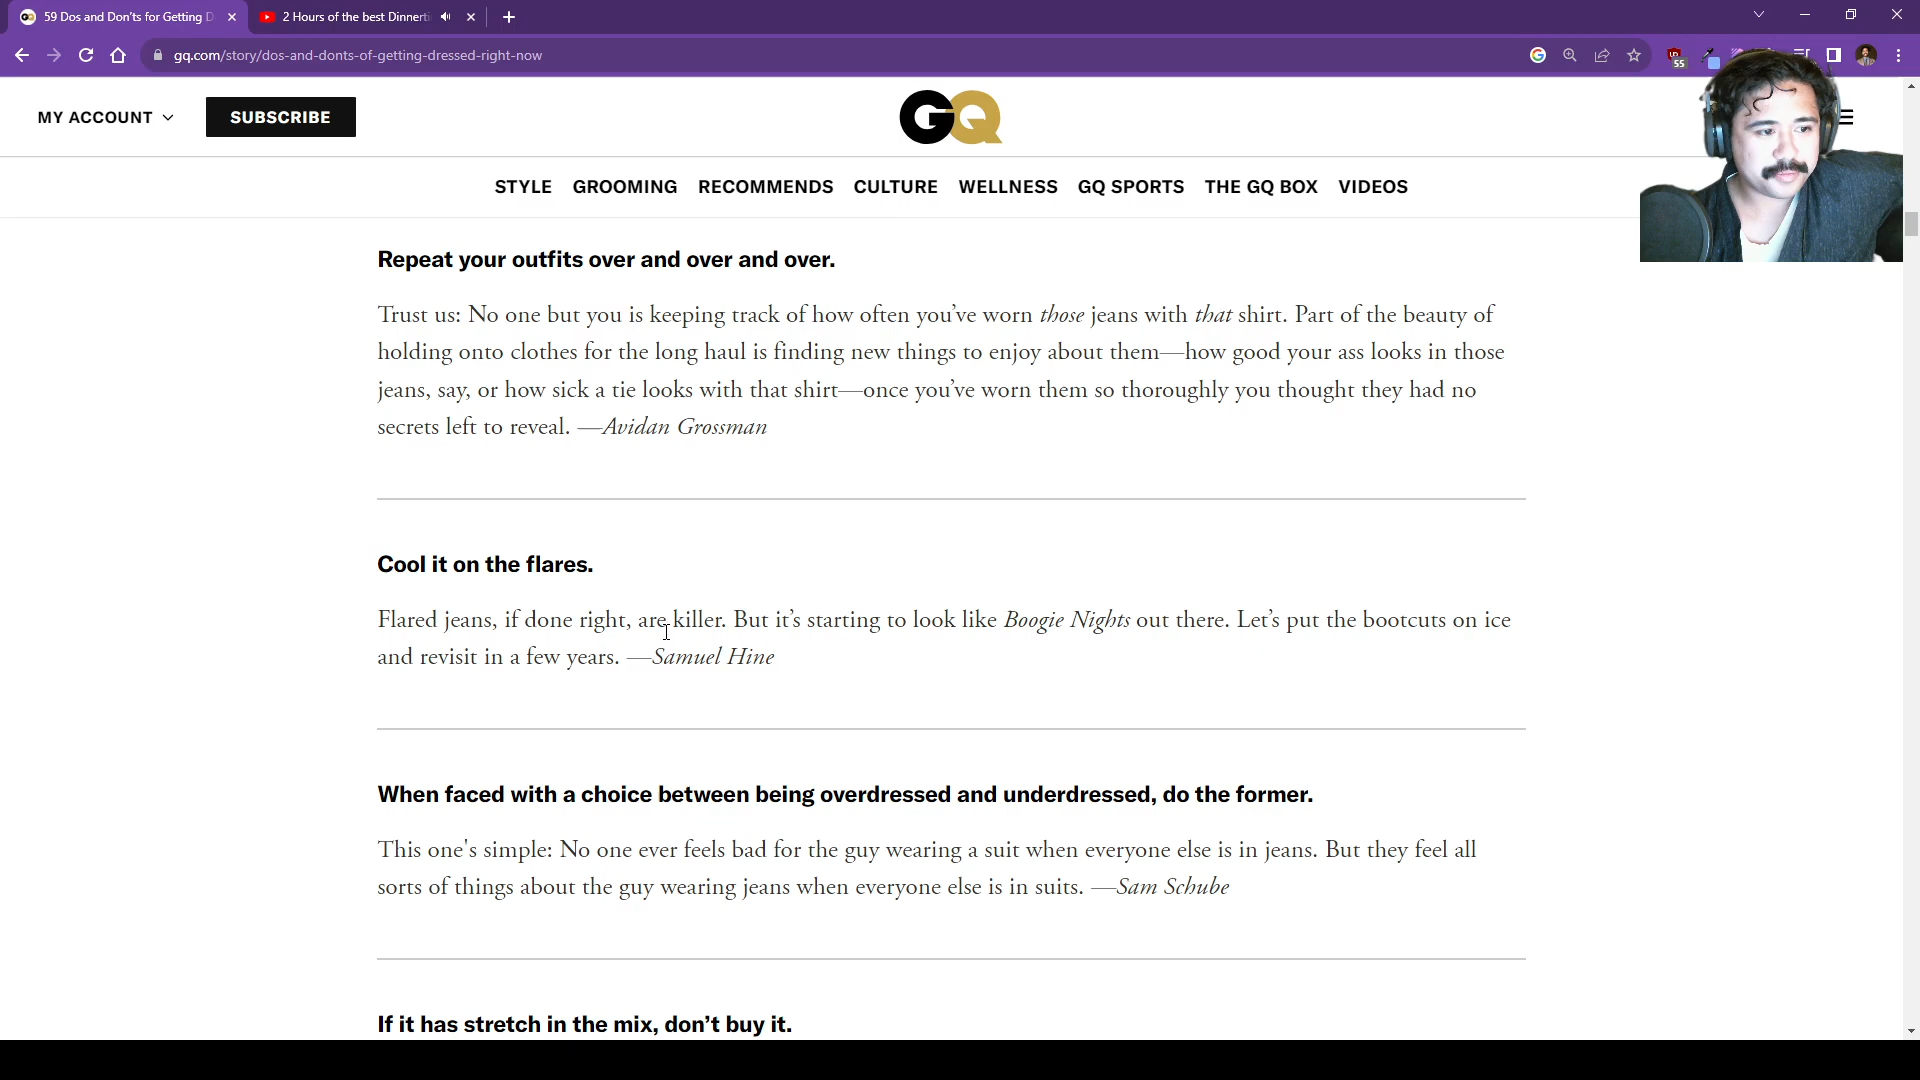 59 Dos and Don'ts for Getting D
2 Hours of the best Dinnerti
gq.com/story/dos-and-donts-of-getting-dressed-right-now
55
MY ACCOUNT
SUBSCRIBE
GQ
STYLE GROOMING RECOMMENDS CULTURE WELLNESS GQ SPORTS THE GQ BOX VIDEOS
Repeat your outfits over and over and over.
Trust us: No one but you is keeping track of how often you’ve worn those jeans with that shirt. Part of the beauty of
holding onto clothes for the long haul is finding new things to enjoy about them—how good your ass looks in those
jeans, say, or how sick a tie looks with that shirt—once you’ve worn them so thoroughly you thought they had no
secrets left to reveal. —Avidan Grossman
Cool it on the flares.
Flared jeans, if done right, are killer. But it’s starting to look like Boogie Nights out there. Let’s put the bootcuts on ice
and revisit in a few years. —Samuel Hine
When faced with a choice between being overdressed and underdressed, do the former.
This one's simple: No one ever feels bad for the guy wearing a suit when everyone else is in jeans. But they feel all
sorts of things about the guy wearing jeans when everyone else is in suits. —Sam Schube
If it has stretch in the mix, don’t buy it.